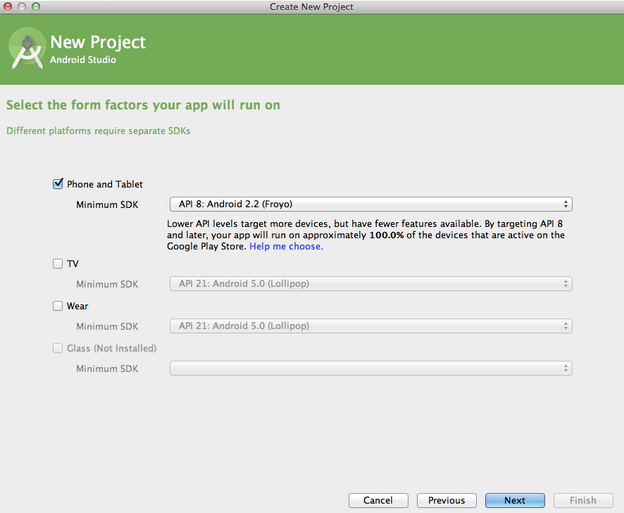 Create New Project
New Project
Android Studio
Select the form factors your app will run on
Different platforms require separate SDKs
Phone and Tablet
Minimum SDK
API 8: Android 2.2 (Froyo)
Lower API levels target more devices, but have fewer features available. By targeting API 8
and later, your app will run on approximately 100.0% of the devices that are active on the
Google Play Store. Help me choose.
TV
Minimum SDK
API 21: Android 5.0 (Lollipop)
Wear
Minimum SDK
API 21: Android 5.0 (Lollipop)
Glass (Not Installed)
Minimum SDK
Cancel
Previous
Next
Finish